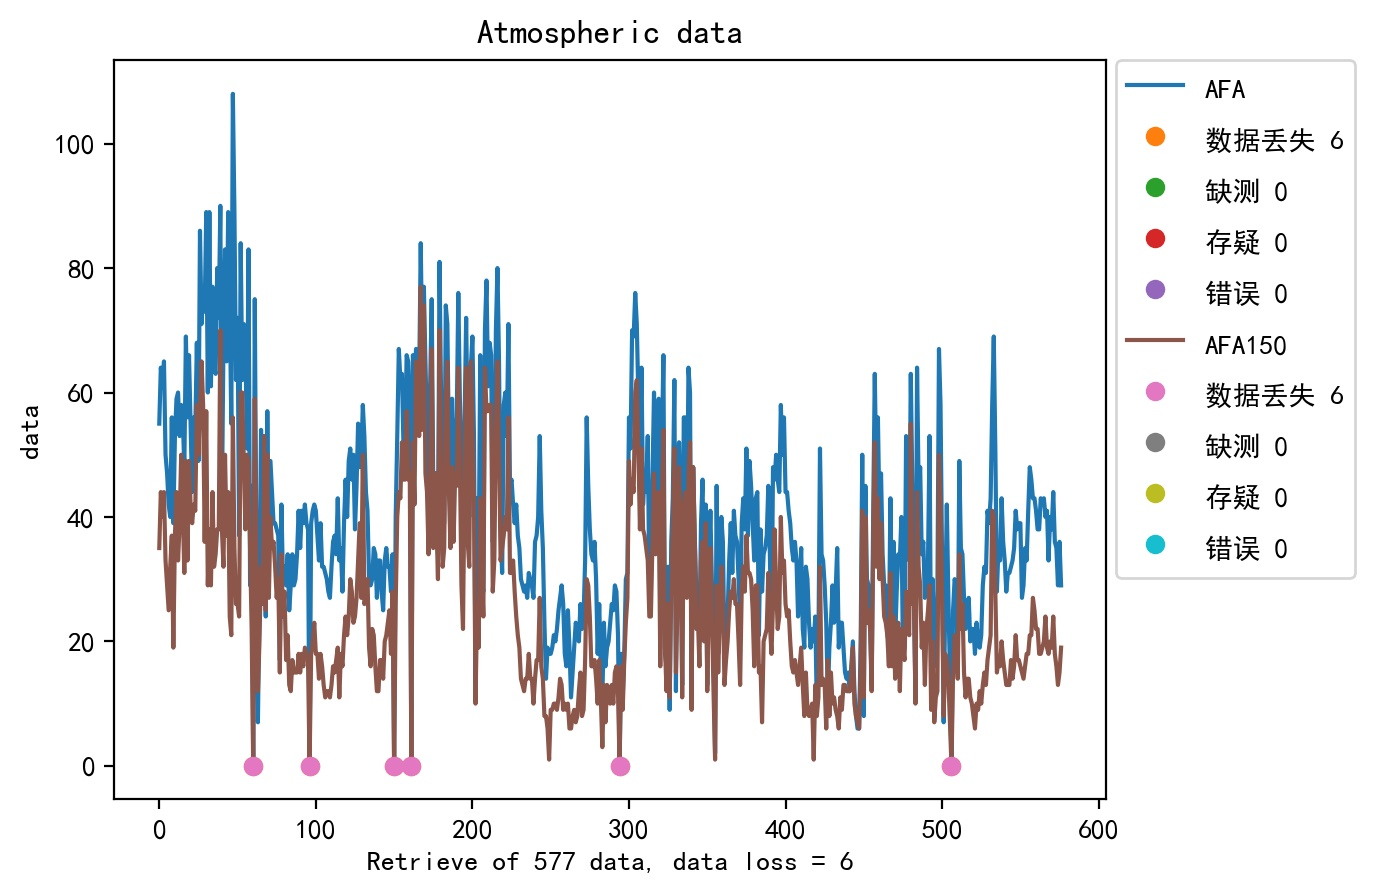 Atmospheric data
AFA
数据丢失 6
缺测 0
存疑 0
错误 0
AFA150
数据丢失 6
缺测 0
存疑 0
错误 0
data
100
80
60
40
20
0
0 100 200 300 400 500 600
Retrieve of 577 data, data loss = 6